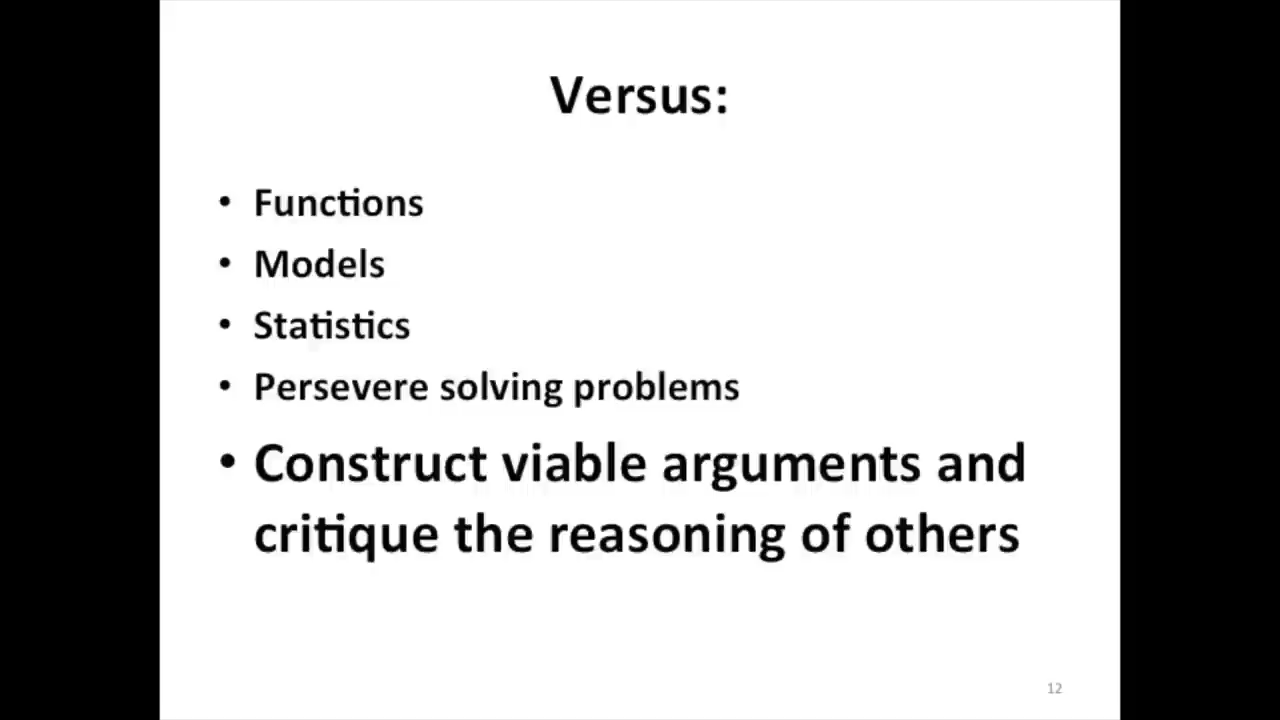 Versus:
• Functions
• Models
• Statistics
• Persevere solving problems
• Construct viable arguments and
critique the reasoning of others
12